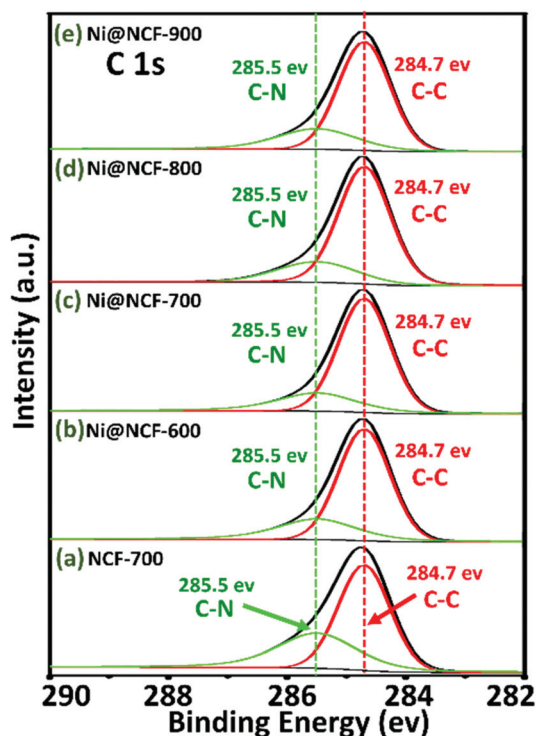 (e) Ni@NCF-900
C 1s
285.5 ev
C-N
284.7 ev
C-C
(d) Ni@NCF-800
285.5 ev
C-N
284.7 ev
C-C
(c) Ni@NCF-700
285.5 ev
C-N
284.7 ev
C-C
(b) Ni@NCF-600
285.5 ev
C-N
284.7 ev
C-C
(a) NCF-700
285.5 ev
C-N
284.7 ev
C-C
Intensity (a.u.)
290 288 286 284 282
Binding Energy (ev)